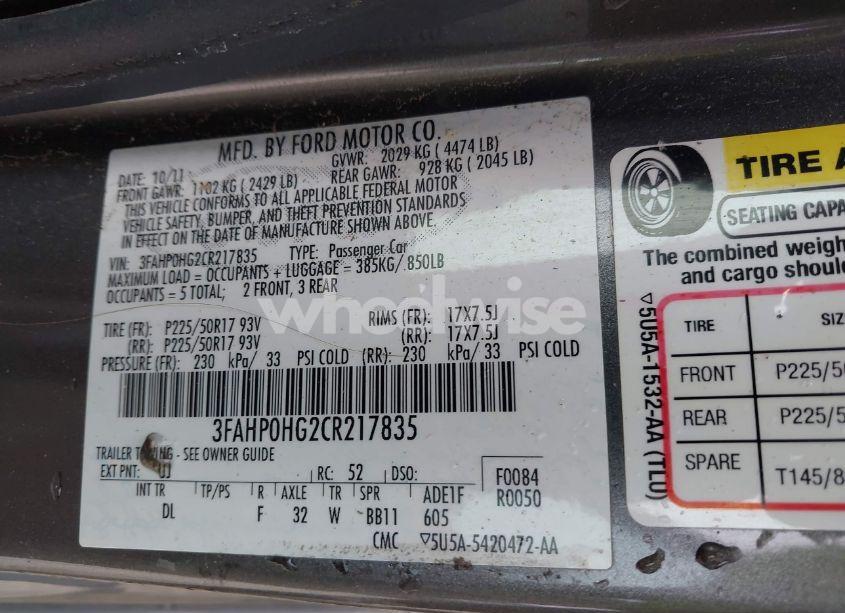 MFD. BY FORD MOTOR CO.
DATE: 10/11 GVWR: 2029 KG ( 4474 LB)
FRONT GAWR: 1102 KG ( 2429 LB) REAR GAWR: 928 KG ( 2045 LB)
THIS VEHICLE CONFORMS TO ALL APPLICABLE FEDERAL MOTOR
VEHICLE SAFETY, BUMPER, AND THEFT PREVENTION STANDARDS
IN EFFECT ON THE DATE OF MANUFACTURE SHOWN ABOVE.
VIN: 3FAHP0HG2CR217835 TYPE: Passenger Car
MAXIMUM LOAD = OCCUPANTS + LUGGAGE = 385KG/ 850LB
OCCUPANTS = 5 TOTAL; 2 FRONT, 3 REAR
wheelwise
TIRE (FR): P225/50R17 93V RIMS (FR): 17X7.5J
(RR): P225/50R17 93V (RR): 17X7.5J
PRESSURE (FR): 230 kPa/ 33 PSI COLD (RR): 230 kPa/ 33 PSI COLD
3FAHP0HG2CR217835
TRAILER TOWING - SEE OWNER GUIDE
EXT PNT: UJ RC: 52 DSO: F0084
R0050
INT TR TP/PS R AXLE TR SPR ADE1F
DL F 32 W BB11 605
CMC ▽5U5A-5420472-AA
TIRE A
SEATING CAPA
The combined weigh
and cargo shoul
▽5U5A-1532-AA (TLU)
TIRE SIZ
FRONT P225/50
REAR P225/5
SPARE T145/8